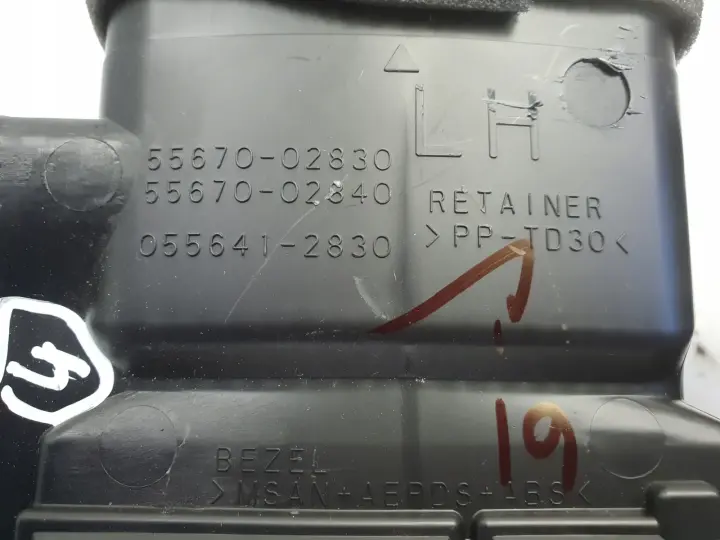 LH
55670-02830
55670-02840
055641-2830
RETAINER
>PP-TD30<
4
19
BEZEL
>MSAN+AEPDS+ABS<